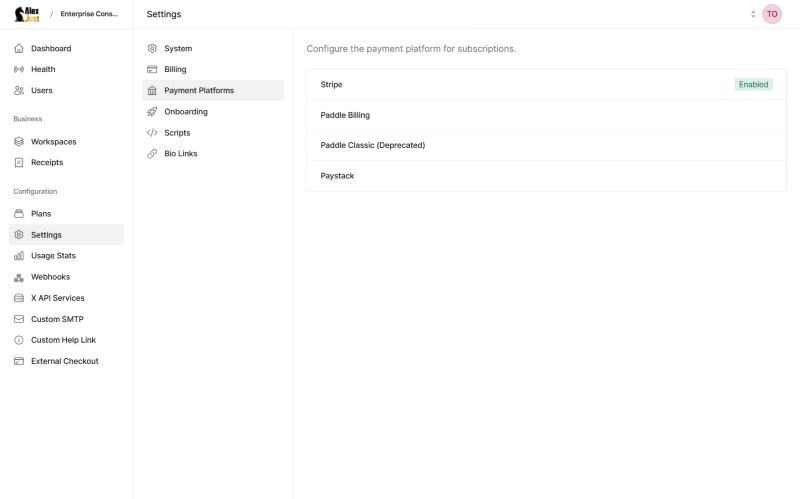 Alex
Just
/ Enterprise Cons...
Settings
TO
Dashboard
Health
Users
Business
Workspaces
Receipts
Configuration
Plans
Settings
Usage Stats
Webhooks
X API Services
Custom SMTP
Custom Help Link
External Checkout
System
Billing
Payment Platforms
Onboarding
Scripts
Bio Links
Configure the payment platform for subscriptions.
Stripe
Enabled
Paddle Billing
Paddle Classic (Deprecated)
Paystack